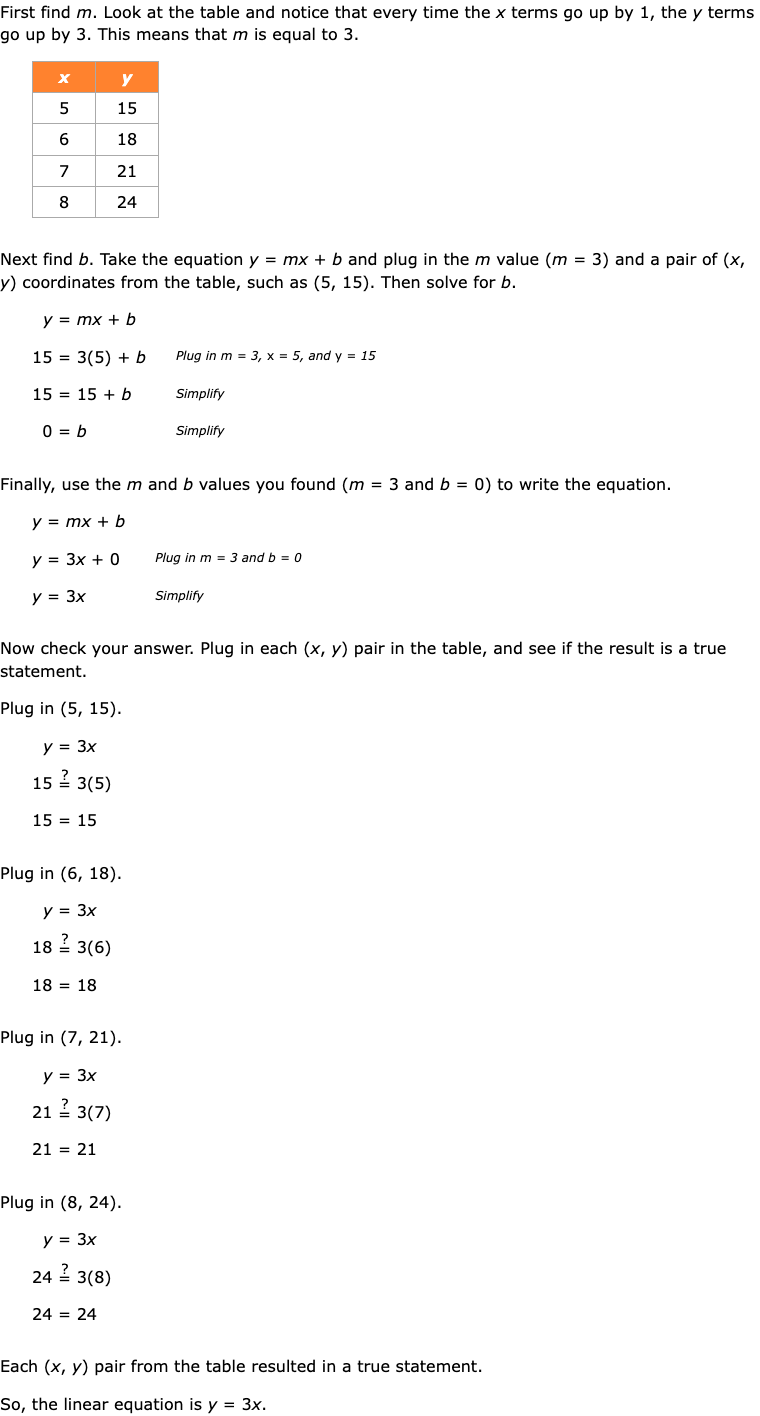 First find m. Look at the table and notice that every time the x terms go up by 1, the y terms
go up by 3. This means that m is equal to 3.
x y
5 15
6 18
7 21
8 24
Next find b. Take the equation y = mx + b and plug in the m value (m = 3) and a pair of (x,
y) coordinates from the table, such as (5, 15). Then solve for b.
y = mx + b
15 = 3(5) + b Plug in m = 3, x = 5, and y = 15
15 = 15 + b Simplify
0 = b Simplify
Finally, use the m and b values you found (m = 3 and b = 0) to write the equation.
y = mx + b
y = 3x + 0 Plug in m = 3 and b = 0
y = 3x Simplify
Now check your answer. Plug in each (x, y) pair in the table, and see if the result is a true
statement.
Plug in (5, 15).
y = 3x
15 ≟ 3(5)
15 = 15
Plug in (6, 18).
y = 3x
18 ≟ 3(6)
18 = 18
Plug in (7, 21).
y = 3x
21 ≟ 3(7)
21 = 21
Plug in (8, 24).
y = 3x
24 ≟ 3(8)
24 = 24
Each (x, y) pair from the table resulted in a true statement.
So, the linear equation is y = 3x.